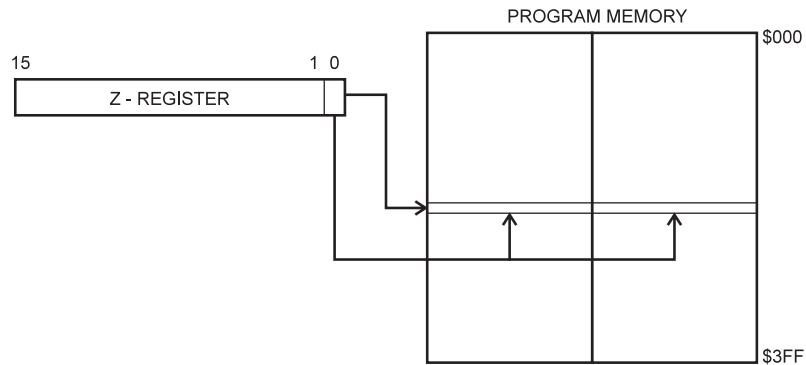 PROGRAM MEMORY
$000
15 1 0
Z - REGISTER
$3FF